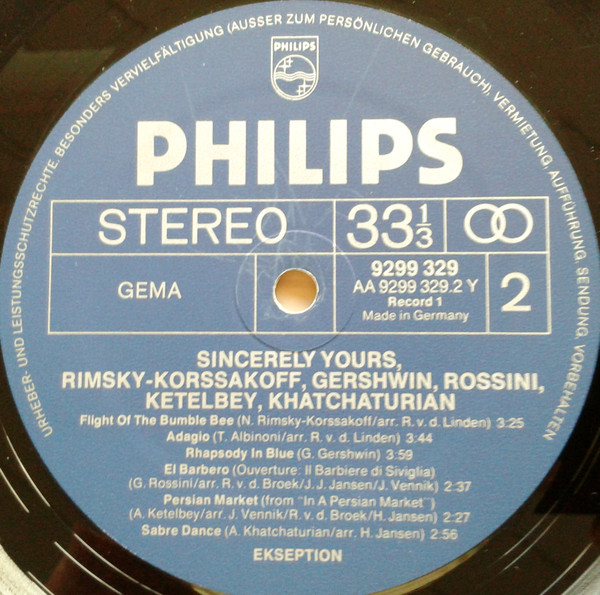 URHEBER- UND LEISTUNGSSCHUTZRECHTE, BESONDERS VERVIELFÄLTIGUNG (AUSSER ZUM PERSÖNLICHEN GEBRAUCH), VERMIETUNG, AUFFÜHRUNG, SENDUNG, VORBEHALTEN
PHILIPS
PHILIPS
STEREO 33 1/3
GEMA
9299 329
AA 9299 329.2 Y
Record 1
Made in Germany
2
SINCERELY YOURS,
RIMSKY-KORSSAKOFF, GERSHWIN, ROSSINI,
KETELBEY, KHATCHATURIAN
Flight Of The Bumble Bee (N. Rimsky-Korssakoff/arr. R. v. d. Linden) 3:25
Adagio (T. Albinoni/arr. R. v. d. Linden) 3:44
Rhapsody In Blue (G. Gershwin) 3:59
El Barbero (Ouverture: Il Barbiere di Siviglia)
(G. Rossini/arr. R. v. d. Broek/J. J. Jansen/J. Vennik) 2:37
Persian Market (from "In A Persian Market")
(A. Ketelbey/arr. J. Vennik/R. v. d. Broek/H. Jansen) 2:27
Sabre Dance (A. Khatchaturian/arr. H. Jansen) 2:56
EKSEPTION